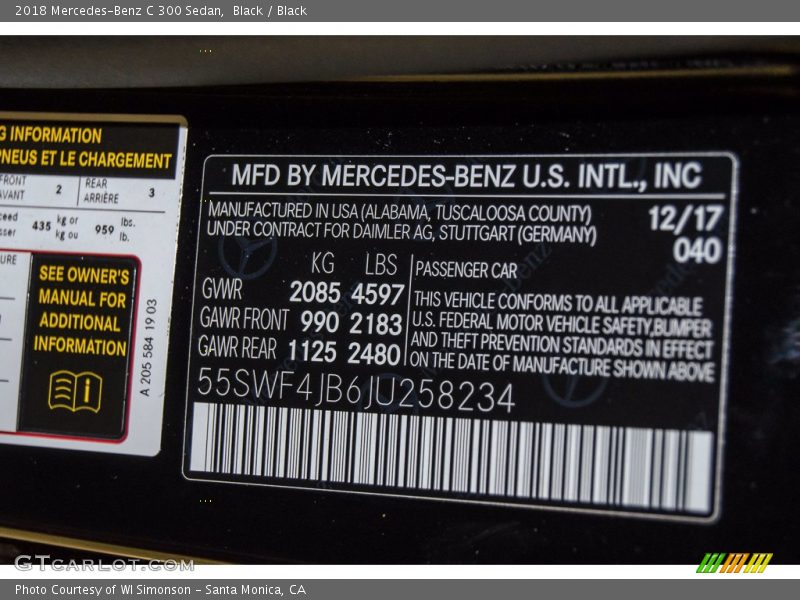 2018 Mercedes-Benz C 300 Sedan,  Black / Black
G INFORMATION
PNEUS ET LE CHARGEMENT
FRONT
AVANT
2
REAR
ARRIÈRE
3
435
kg or
kg ou
959
lbs.
lb.
SEE OWNER'S
MANUAL FOR
ADDITIONAL
INFORMATION
A 205 584 19 03
MFD BY MERCEDES-BENZ U.S. INTL., INC
MANUFACTURED IN USA (ALABAMA, TUSCALOOSA COUNTY)
UNDER CONTRACT FOR DAIMLER AG, STUTTGART (GERMANY)
12/17
040
KG LBS
GWWR 2085 4597
GAWR FRONT 990 2183
GAWR REAR 1125 2480
PASSENGER CAR
THIS VEHICLE CONFORMS TO ALL APPLICABLE
U.S. FEDERAL MOTOR VEHICLE SAFETY,BUMPER
AND THEFT PREVENTION STANDARDS IN EFFECT
ON THE DATE OF MANUFACTURE SHOWN ABOVE
55SWF4JB6JU258234
GTCARLOT.COM
Photo Courtesy of WI Simonson - Santa Monica, CA